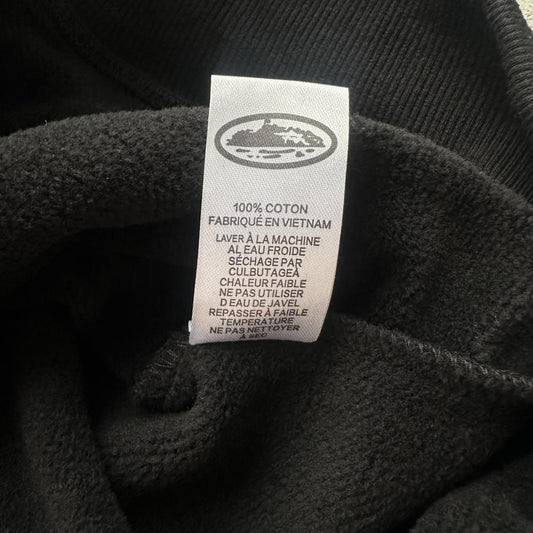 100% COTON
FABRIQUÉ EN VIETNAM
LAVER À LA MACHINE
AL EAU FROIDE
SÉCHAGE PAR
CULBUTAGEÀ
CHALEUR FAIBLE
NE PAS UTILISER
D EAU DE JAVEL
REPASSER À FAIBLE
TEMPERATURE
NE PAS NETTOYER
À SEC